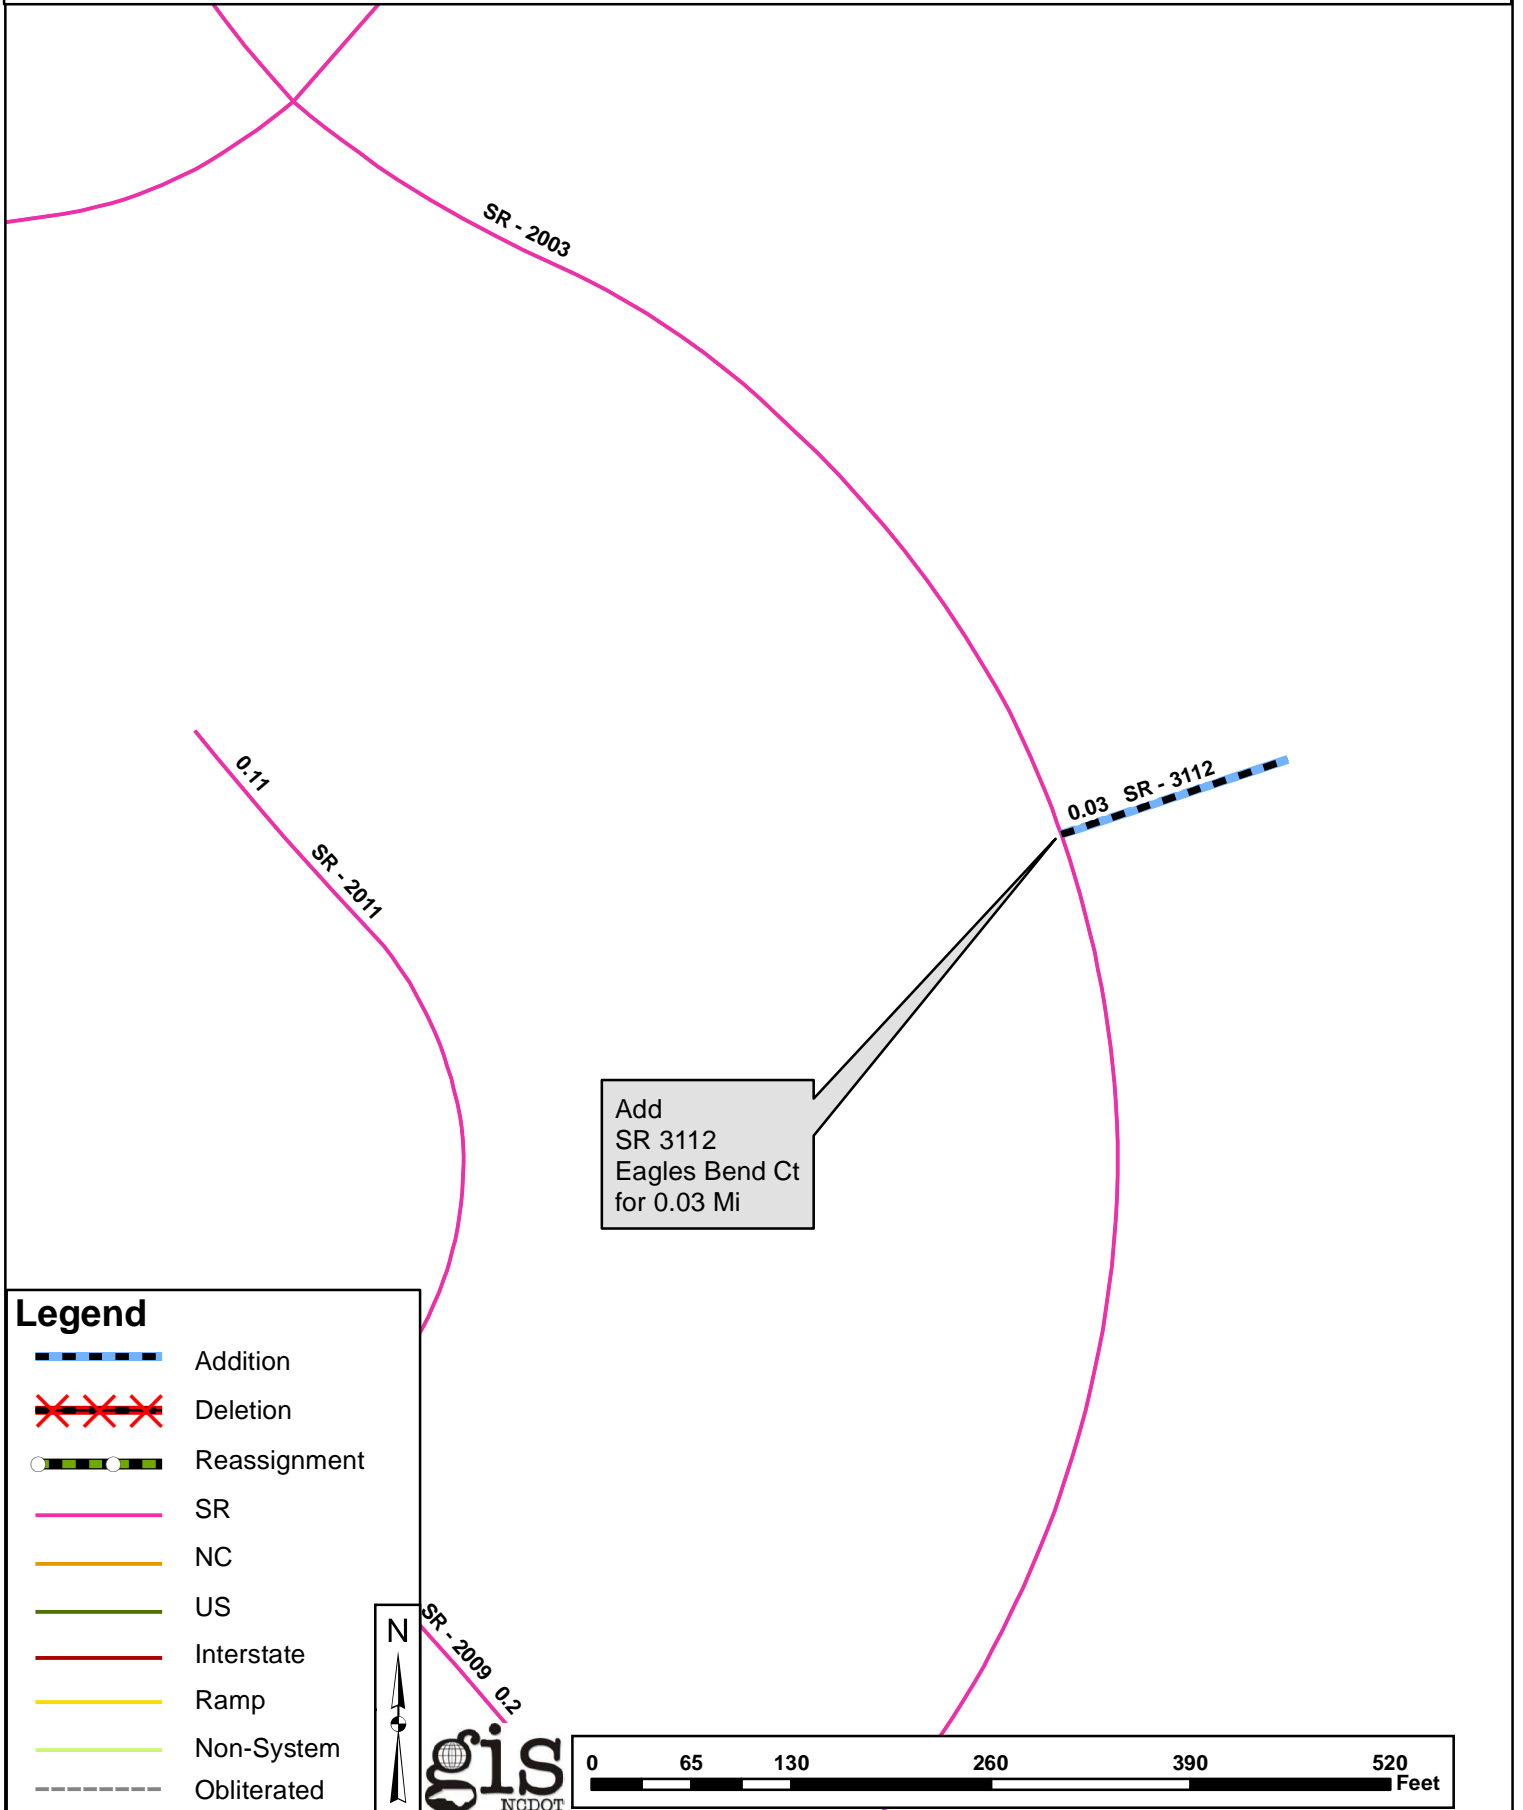 SR - 2003
0.11
SR - 2011
0.03 SR - 3112
Add
SR 3112
Eagles Bend Ct
for 0.03 Mi
Legend
Addition
Deletion
Reassignment
SR
NC
US
Interstate
Ramp
Non-System
Obliterated
N
SR - 2009 0.2
gis
NCDOT
0 65 130 260 390 520
Feet